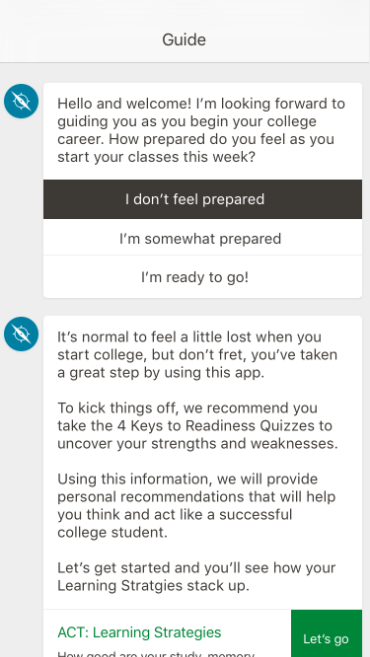 Guide
Hello and welcome! I'm looking forward to
guiding you as you begin your college
career. How prepared do you feel as you
start your classes this week?
I don't feel prepared
I'm somewhat prepared
I'm ready to go!
It's normal to feel a little lost when you
start college, but don't fret, you've taken
a great step by using this app.
To kick things off, we recommend you
take the 4 Keys to Readiness Quizzes to
uncover your strengths and weaknesses.
Using this information, we will provide
personal recommendations that will help
you think and act like a successful
college student.
Let's get started and you'll see how your
Learning Stratgies stack up.
ACT: Learning Strategies
Let's go
How good are your study, memory